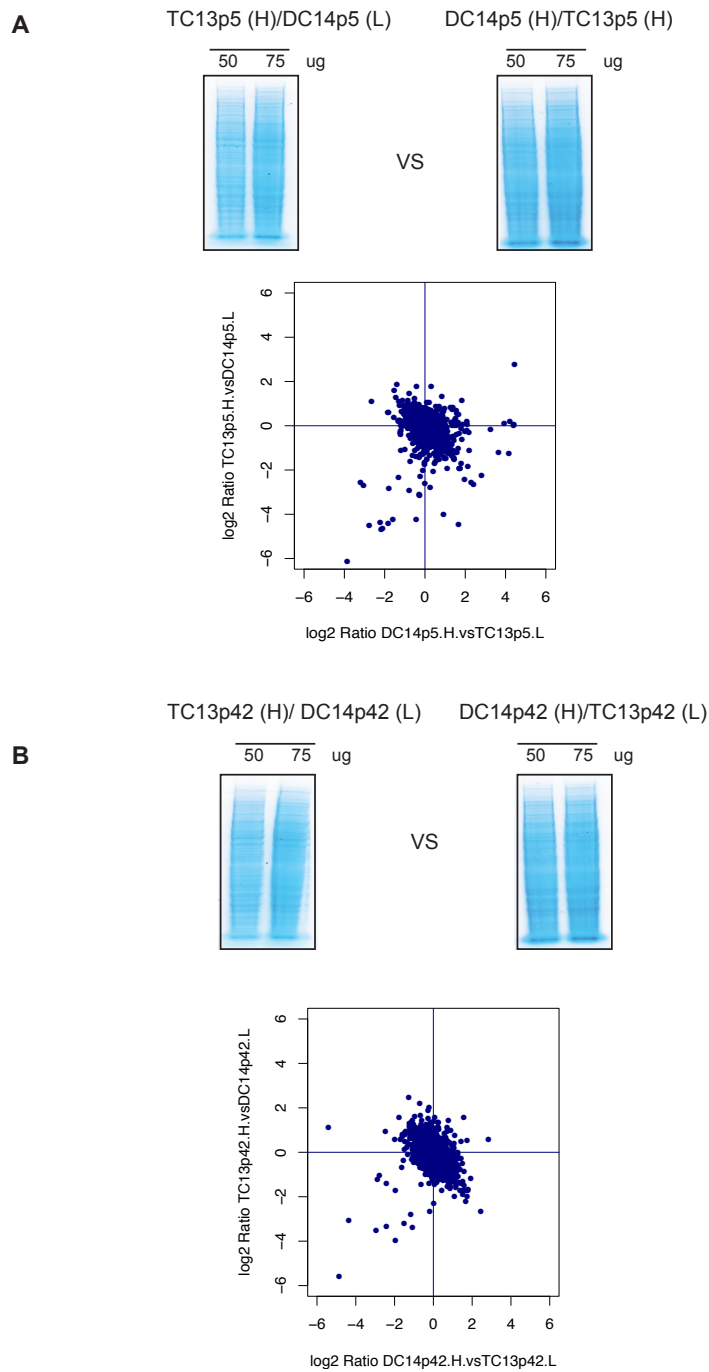 A
TC13p5 (H)/DC14p5 (L)
DC14p5 (H)/TC13p5 (H)
50 75 ug
50 75 ug
VS
6
4
2
0
−2
−4
−6
log2 Ratio TC13p5.H.vsDC14p5.L
−6 −4 −2 0 2 4 6
log2 Ratio DC14p5.H.vsTC13p5.L
TC13p42 (H)/ DC14p42 (L)
DC14p42 (H)/TC13p42 (L)
B
50 75 ug
50 75 ug
VS
6
4
2
0
−2
−4
−6
log2 Ratio TC13p42.H.vsDC14p42.L
−6 −4 −2 0 2 4 6
log2 Ratio DC14p42.H.vsTC13p42.L